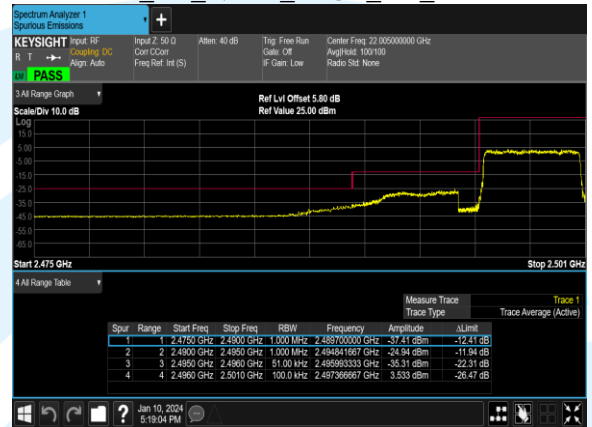 Spectrum Analyzer 1
Spurious Emissions
+
KEYSIGHT Input: RF Input Z: 50 Ω Atten: 40 dB Trig: Free Run Center Freq: 22.005000000 GHz
R T Coupling: DC Corr CCorr Gate: Off Avg|Hold: 100/100
Align: Auto Freq Ref: Int (S) IF Gain: Low Radio Std: None
LV PASS
3 All Range Graph
Ref Lvl Offset 5.80 dB
Scale/Div 10.0 dB Ref Value 25.00 dBm
Log
15.0
5.00
-5.00
-15.0
-25.0
-35.0
-45.0
-55.0
-65.0
Start 2.475 GHz Stop 2.501 GHz
4 All Range Table
Measure Trace Trace 1
Trace Type Trace Average (Active)
Spur Range Start Freq Stop Freq RBW Frequency Amplitude ΔLimit
1 1 2.4750 GHz 2.4900 GHz 1.000 MHz 2.489700000 GHz -37.41 dBm -12.41 dB
2 2 2.4900 GHz 2.4950 GHz 1.000 MHz 2.494841667 GHz -24.94 dBm -11.94 dB
3 3 2.4950 GHz 2.4960 GHz 51.00 kHz 2.495993333 GHz -35.31 dBm -22.31 dB
4 4 2.4960 GHz 2.5010 GHz 100.0 kHz 2.497366667 GHz 3.533 dBm -26.47 dB
? Jan 10, 2024
5:19:04 PM